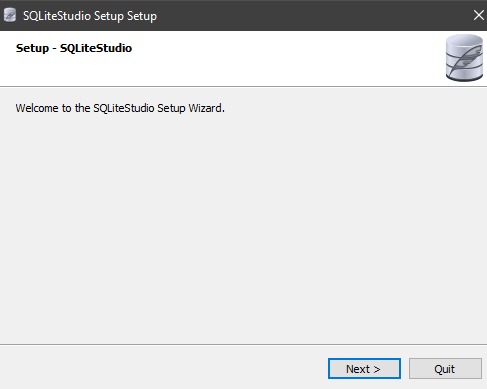 SQLiteStudio Setup Setup
Setup - SQLiteStudio
Welcome to the SQLiteStudio Setup Wizard.
Next >
Quit